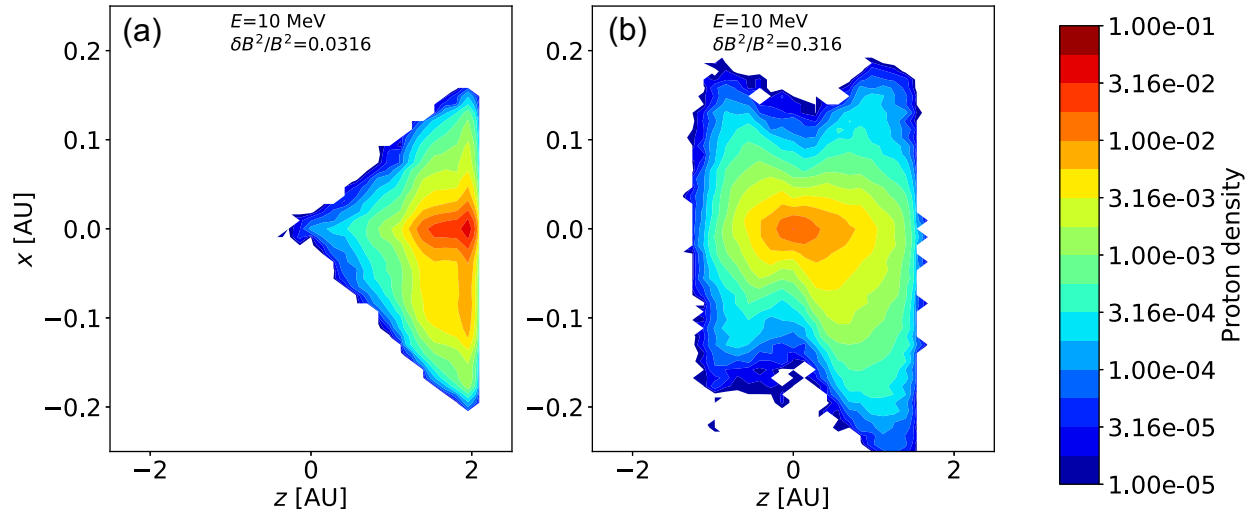 (a)
E=10 MeV
δB²/B²=0.0316
x [AU]
0.2
0.1
0.0
−0.1
−0.2
−2
0
2
z [AU]
(b)
E=10 MeV
δB²/B²=0.316
0.2
0.1
0.0
−0.1
−0.2
−2
0
2
z [AU]
1.00e-01
3.16e-02
1.00e-02
3.16e-03
1.00e-03
3.16e-04
1.00e-04
3.16e-05
1.00e-05
Proton density